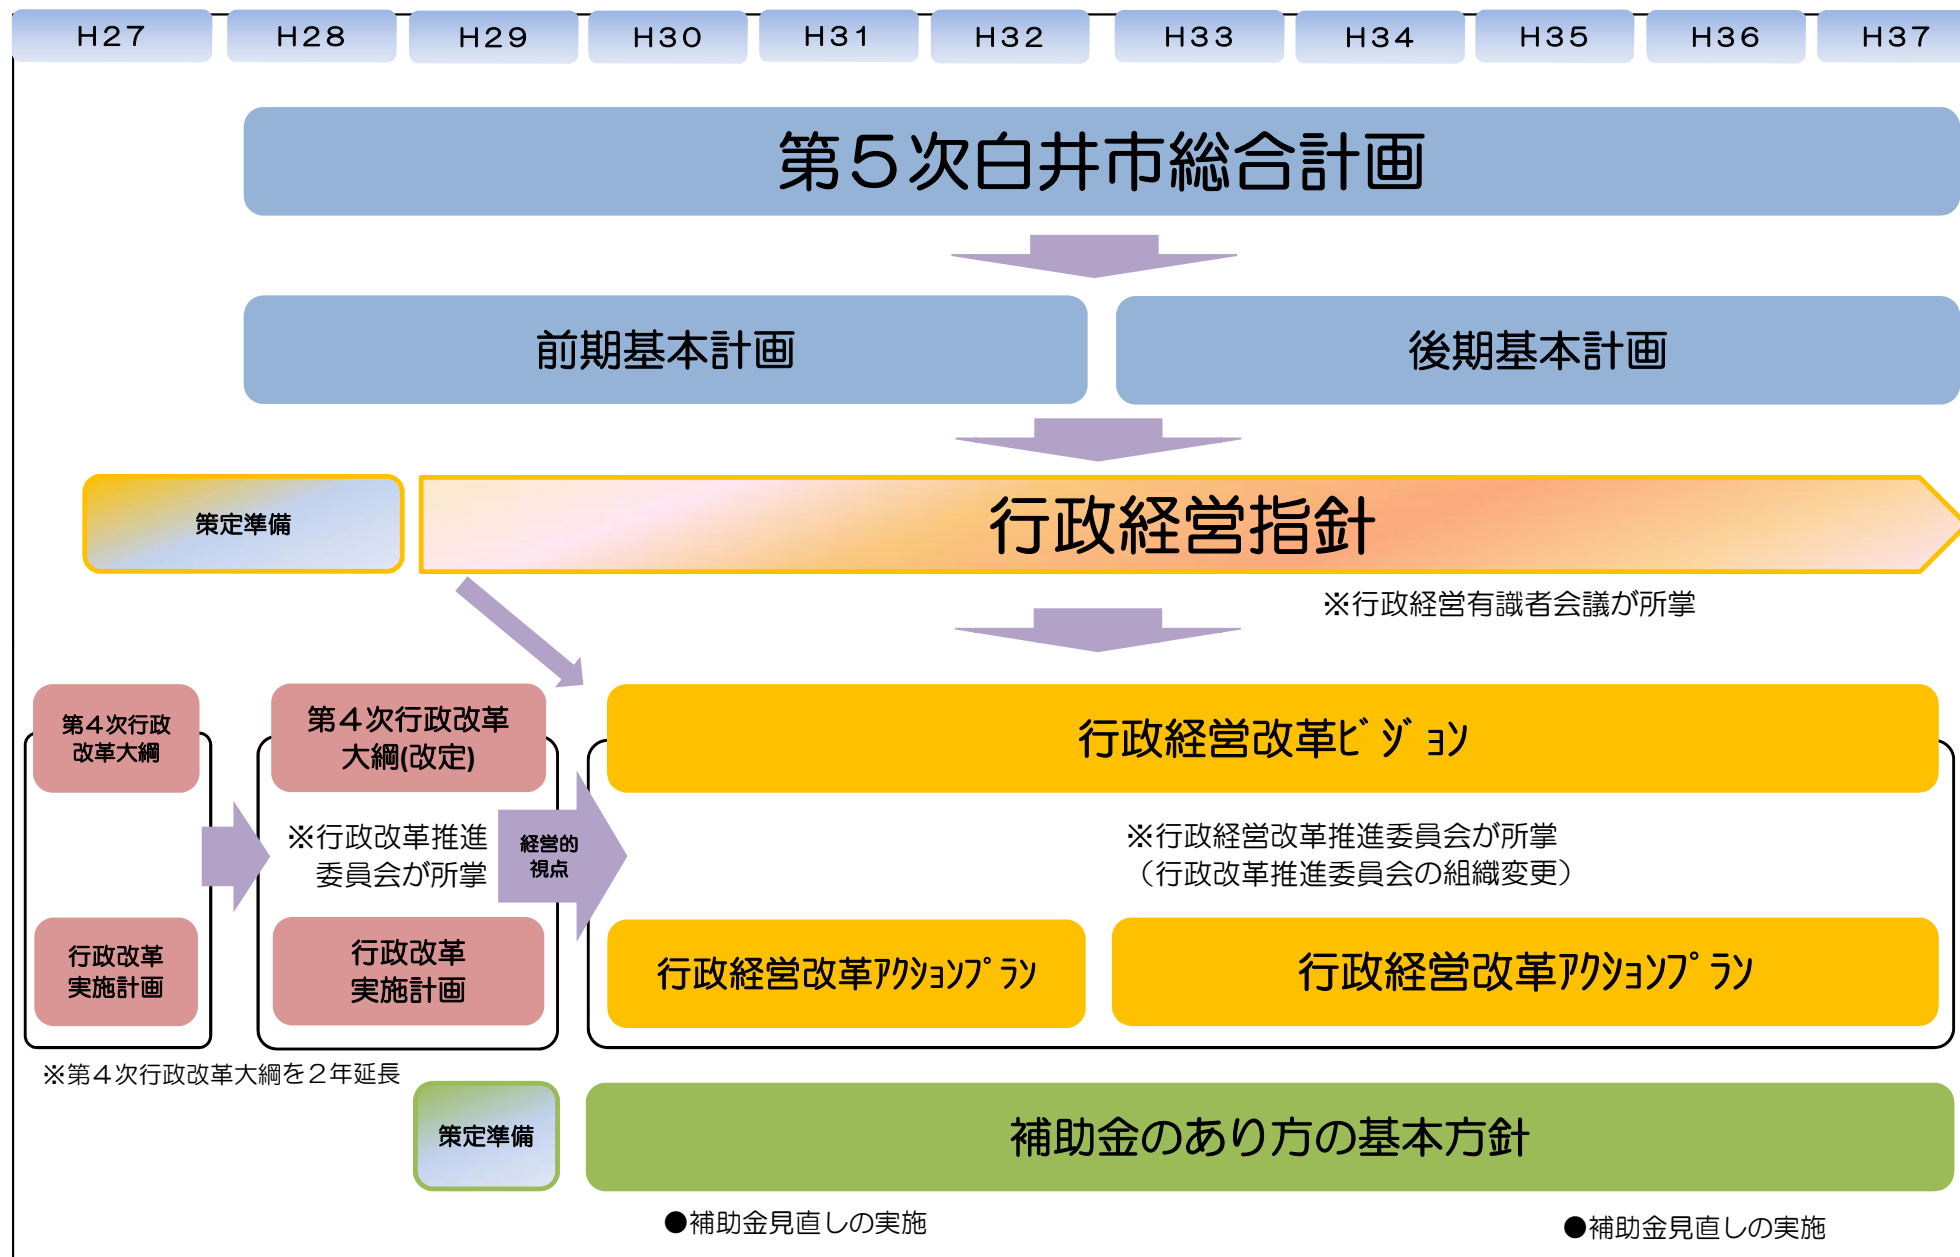 H27 H28 H29 H30 H31 H32 H33 H34 H35 H36 H37
第５次白井市総合計画
前期基本計画
後期基本計画
策定準備
行政経営指針
※行政経営有識者会議が所掌
第４次行政
改革大綱
第４次行政改革
大綱(改定)
行政経営改革ﾋﾞｼﾞｮﾝ
※行政改革推進
委員会が所掌
経営的
視点
※行政経営改革推進委員会が所掌
（行政改革推進委員会の組織変更）
行政改革
実施計画
行政改革
実施計画
行政経営改革ｱｸｼｮﾝﾌﾟﾗﾝ
行政経営改革ｱｸｼｮﾝﾌﾟﾗﾝ
※第４次行政改革大綱を２年延長
策定準備
補助金のあり方の基本方針
●補助金見直しの実施
●補助金見直しの実施